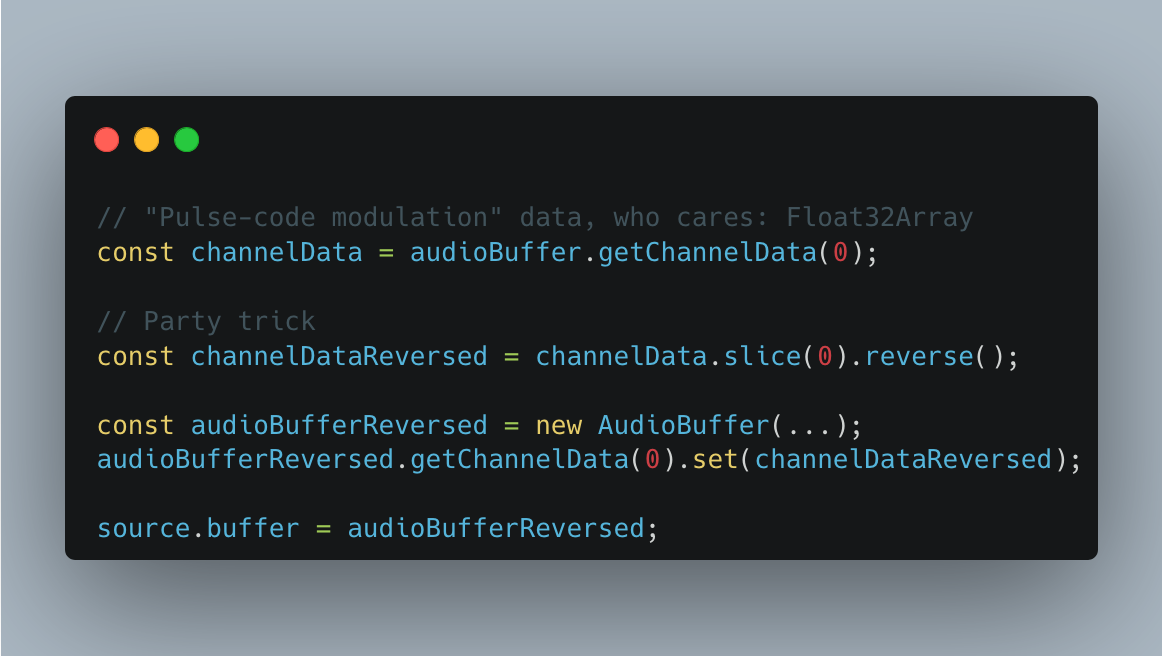 // "Pulse-code modulation" data, who cares: Float32Array
const channelData = audioBuffer.getChannelData(0);
// Party trick
const channelDataReversed = channelData.slice(0).reverse();
const audioBufferReversed = new AudioBuffer(...);
audioBufferReversed.getChannelData(0).set(channelDataReversed);
source.buffer = audioBufferReversed;